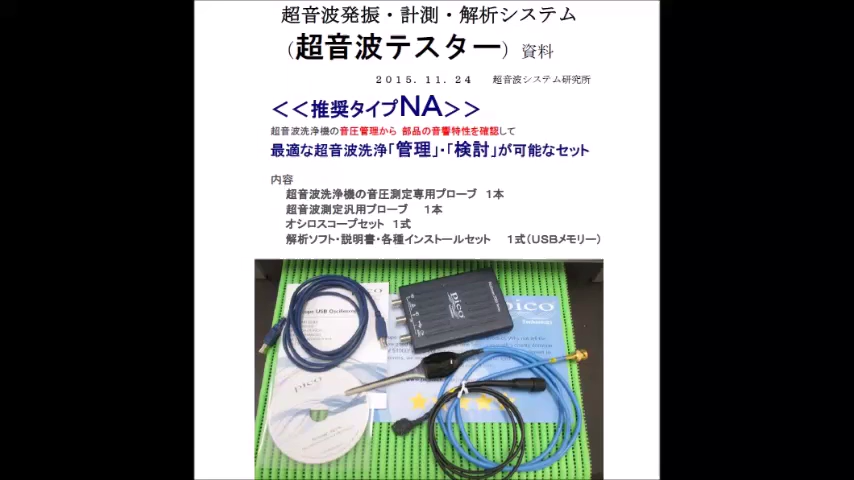 超音波発振・計測・解析システム
（超音波テスター）資料
２０１５．１１．２４　超音波システム研究所
＜＜推奨タイプNA＞＞
超音波洗浄機の音圧管理から 部品の音響特性を確認して
最適な超音波洗浄｢管理｣･｢検討｣が可能なセット
内容
超音波洗浄機の音圧測定専用プローブ　１本
超音波測定汎用プローブ　１本
オシロスコープセット　１式
解析ソフト・説明書・各種インストールセット　１式（ＵＳＢメモリー）
pico
pico
Technology
USB Oscilloscope
pico